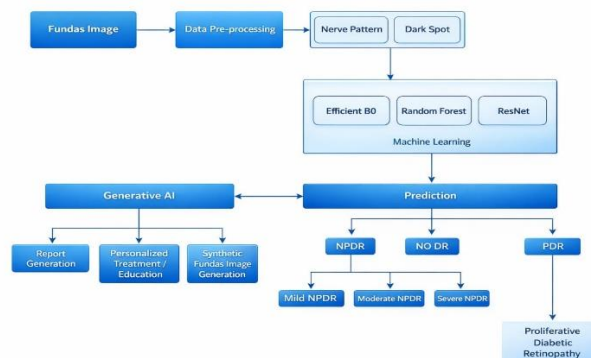 Fundas Image
Data Pre-processing
Nerve Pattern
Dark Spot
Efficient B0
Random Forest
ResNet
Machine Learning
Generative AI
Prediction
Report
Generation
Personalized
Treatment /
Education
Synthetic
Fundas Image
Generation
NPDR
NO DR
PDR
Mild NPDR
Moderate NPDR
Severe NPDR
Proliferative
Diabetic
Retinopathy